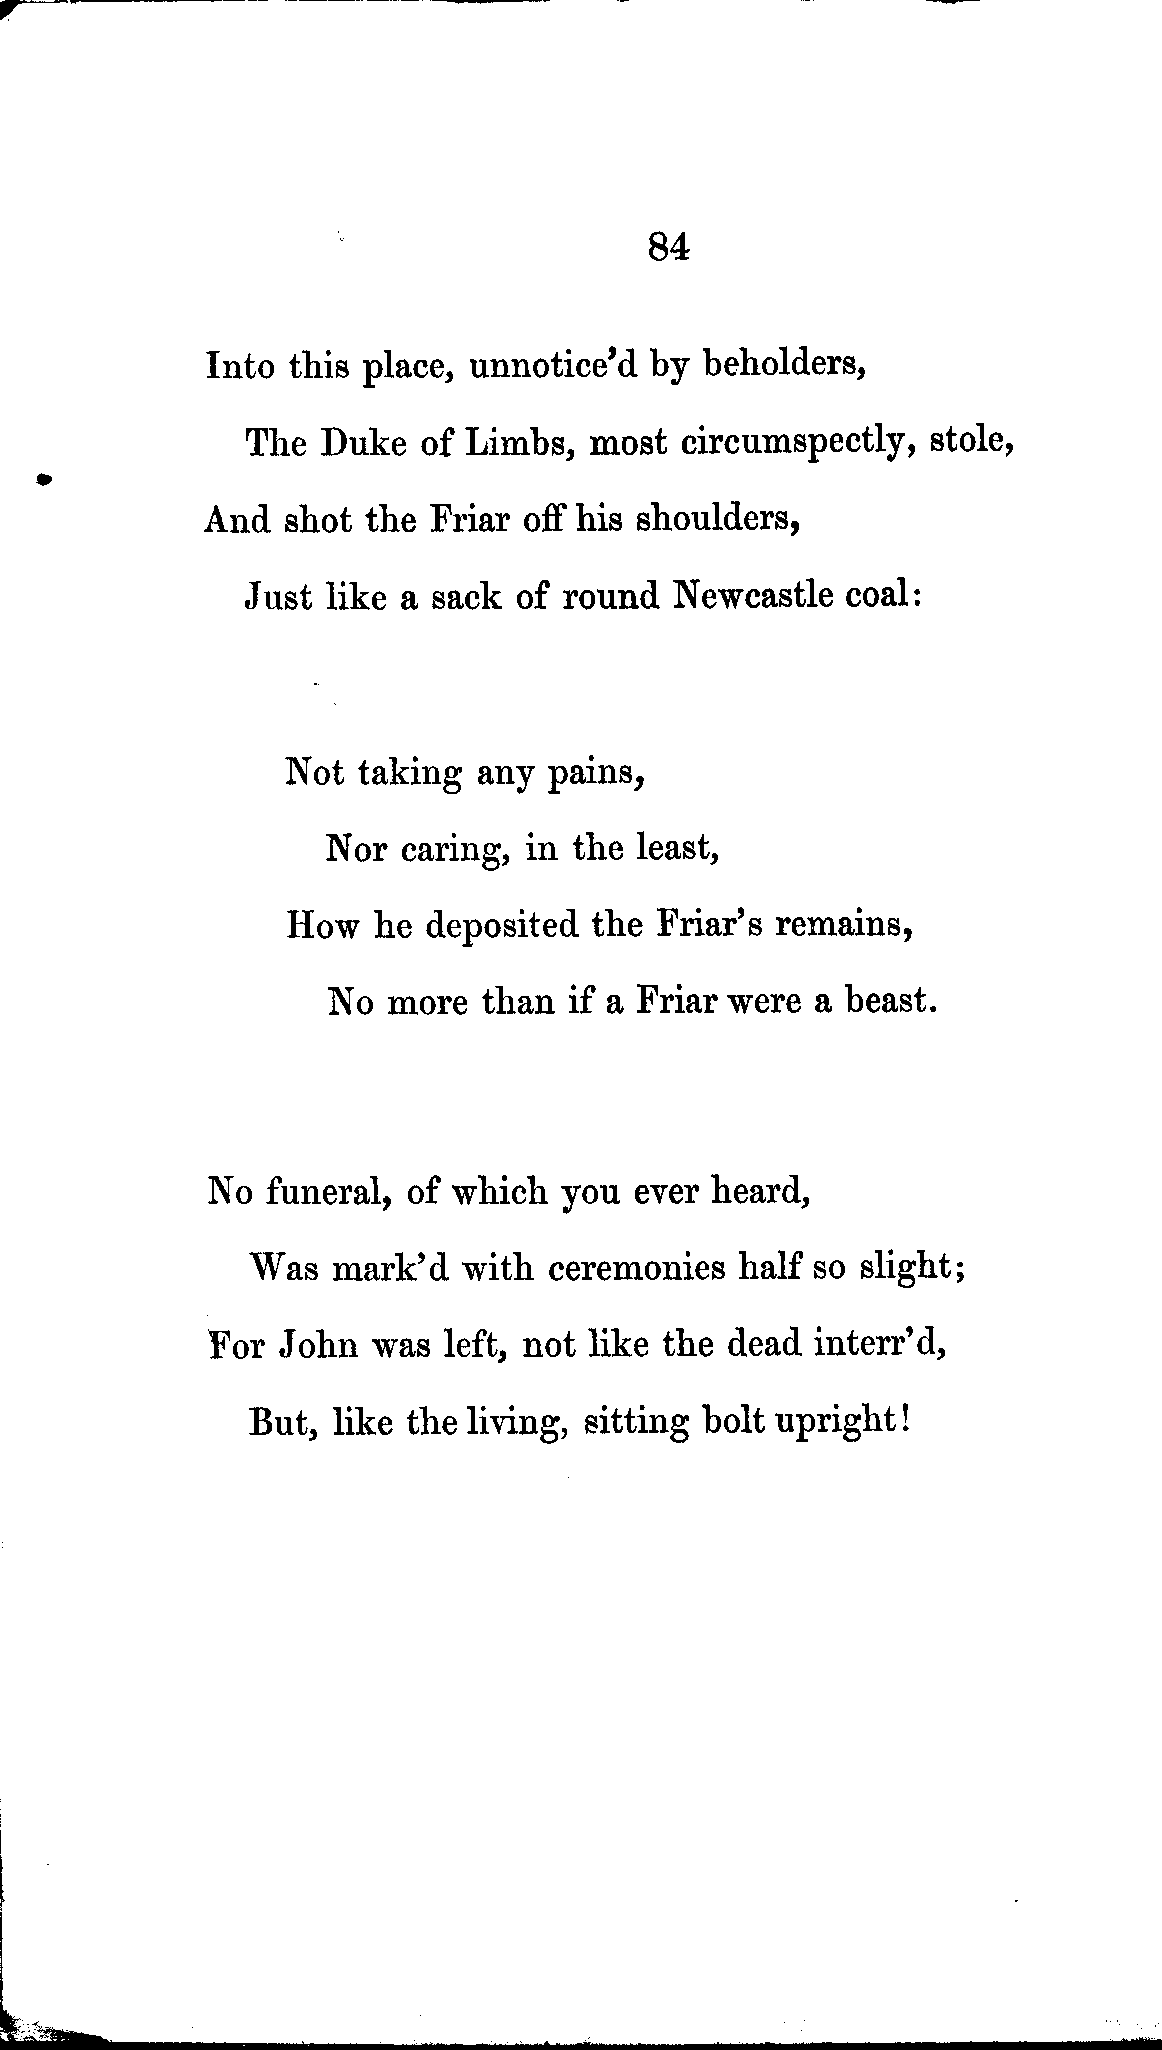 84
Into this place, unnotice'd by beholders,
The Duke of Limbs, most circumspectly, stole,
And shot the Friar off his shoulders,
Just like a sack of round Newcastle coal:
Not taking any pains,
Nor caring, in the least,
How he deposited the Friar's remains,
No more than if a Friar were a beast.
No funeral, of which you ever heard,
Was mark'd with ceremonies half so slight;
For John was left, not like the dead interr'd,
But, like the living, sitting bolt upright!